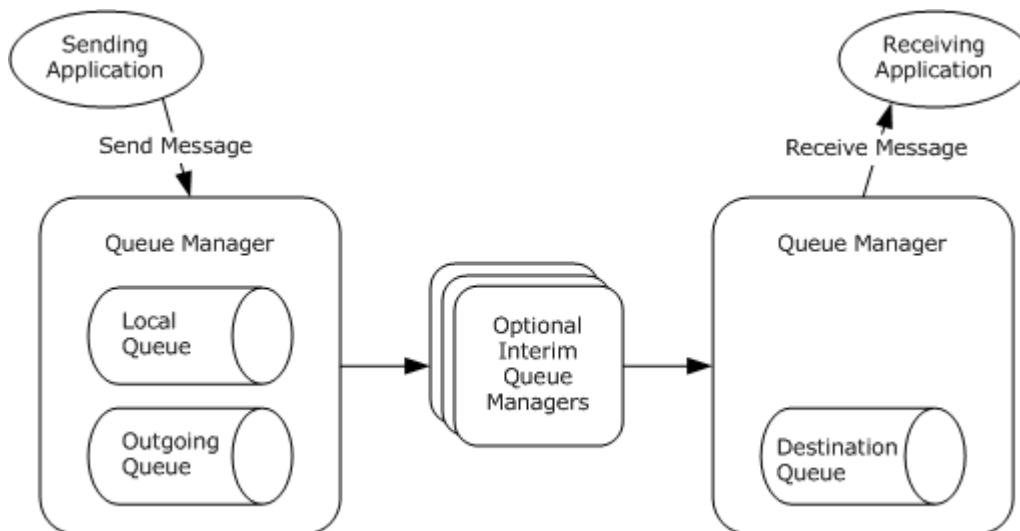 Sending
Application
Receiving
Application
Send Message
Receive Message
Queue Manager
Queue Manager
Local
Queue
Optional
Interim
Queue
Managers
Outgoing
Queue
Destination
Queue